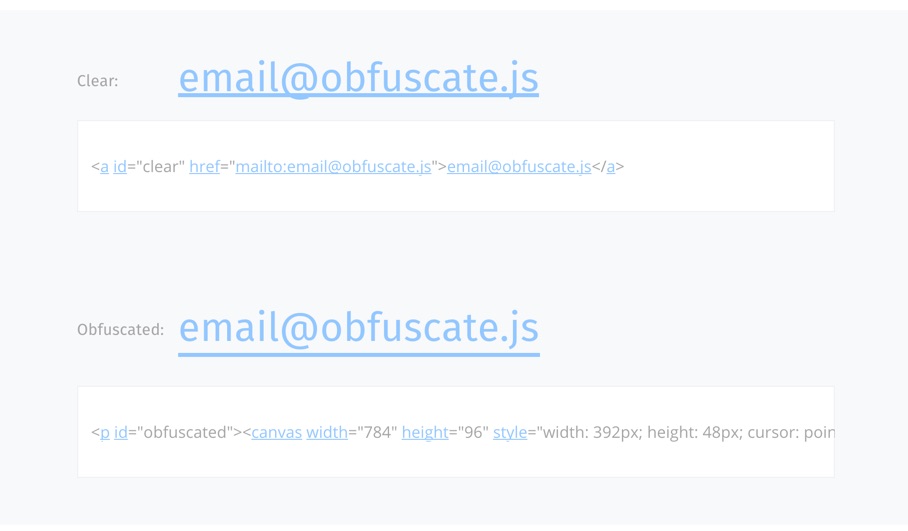 Clear: email@obfuscate.js
<a id="clear" href="mailto:email@obfuscate.js">email@obfuscate.js</a>
Obfuscated: email@obfuscate.js
<p id="obfuscated"><canvas width="784" height="96" style="width: 392px; height: 48px; cursor: poin